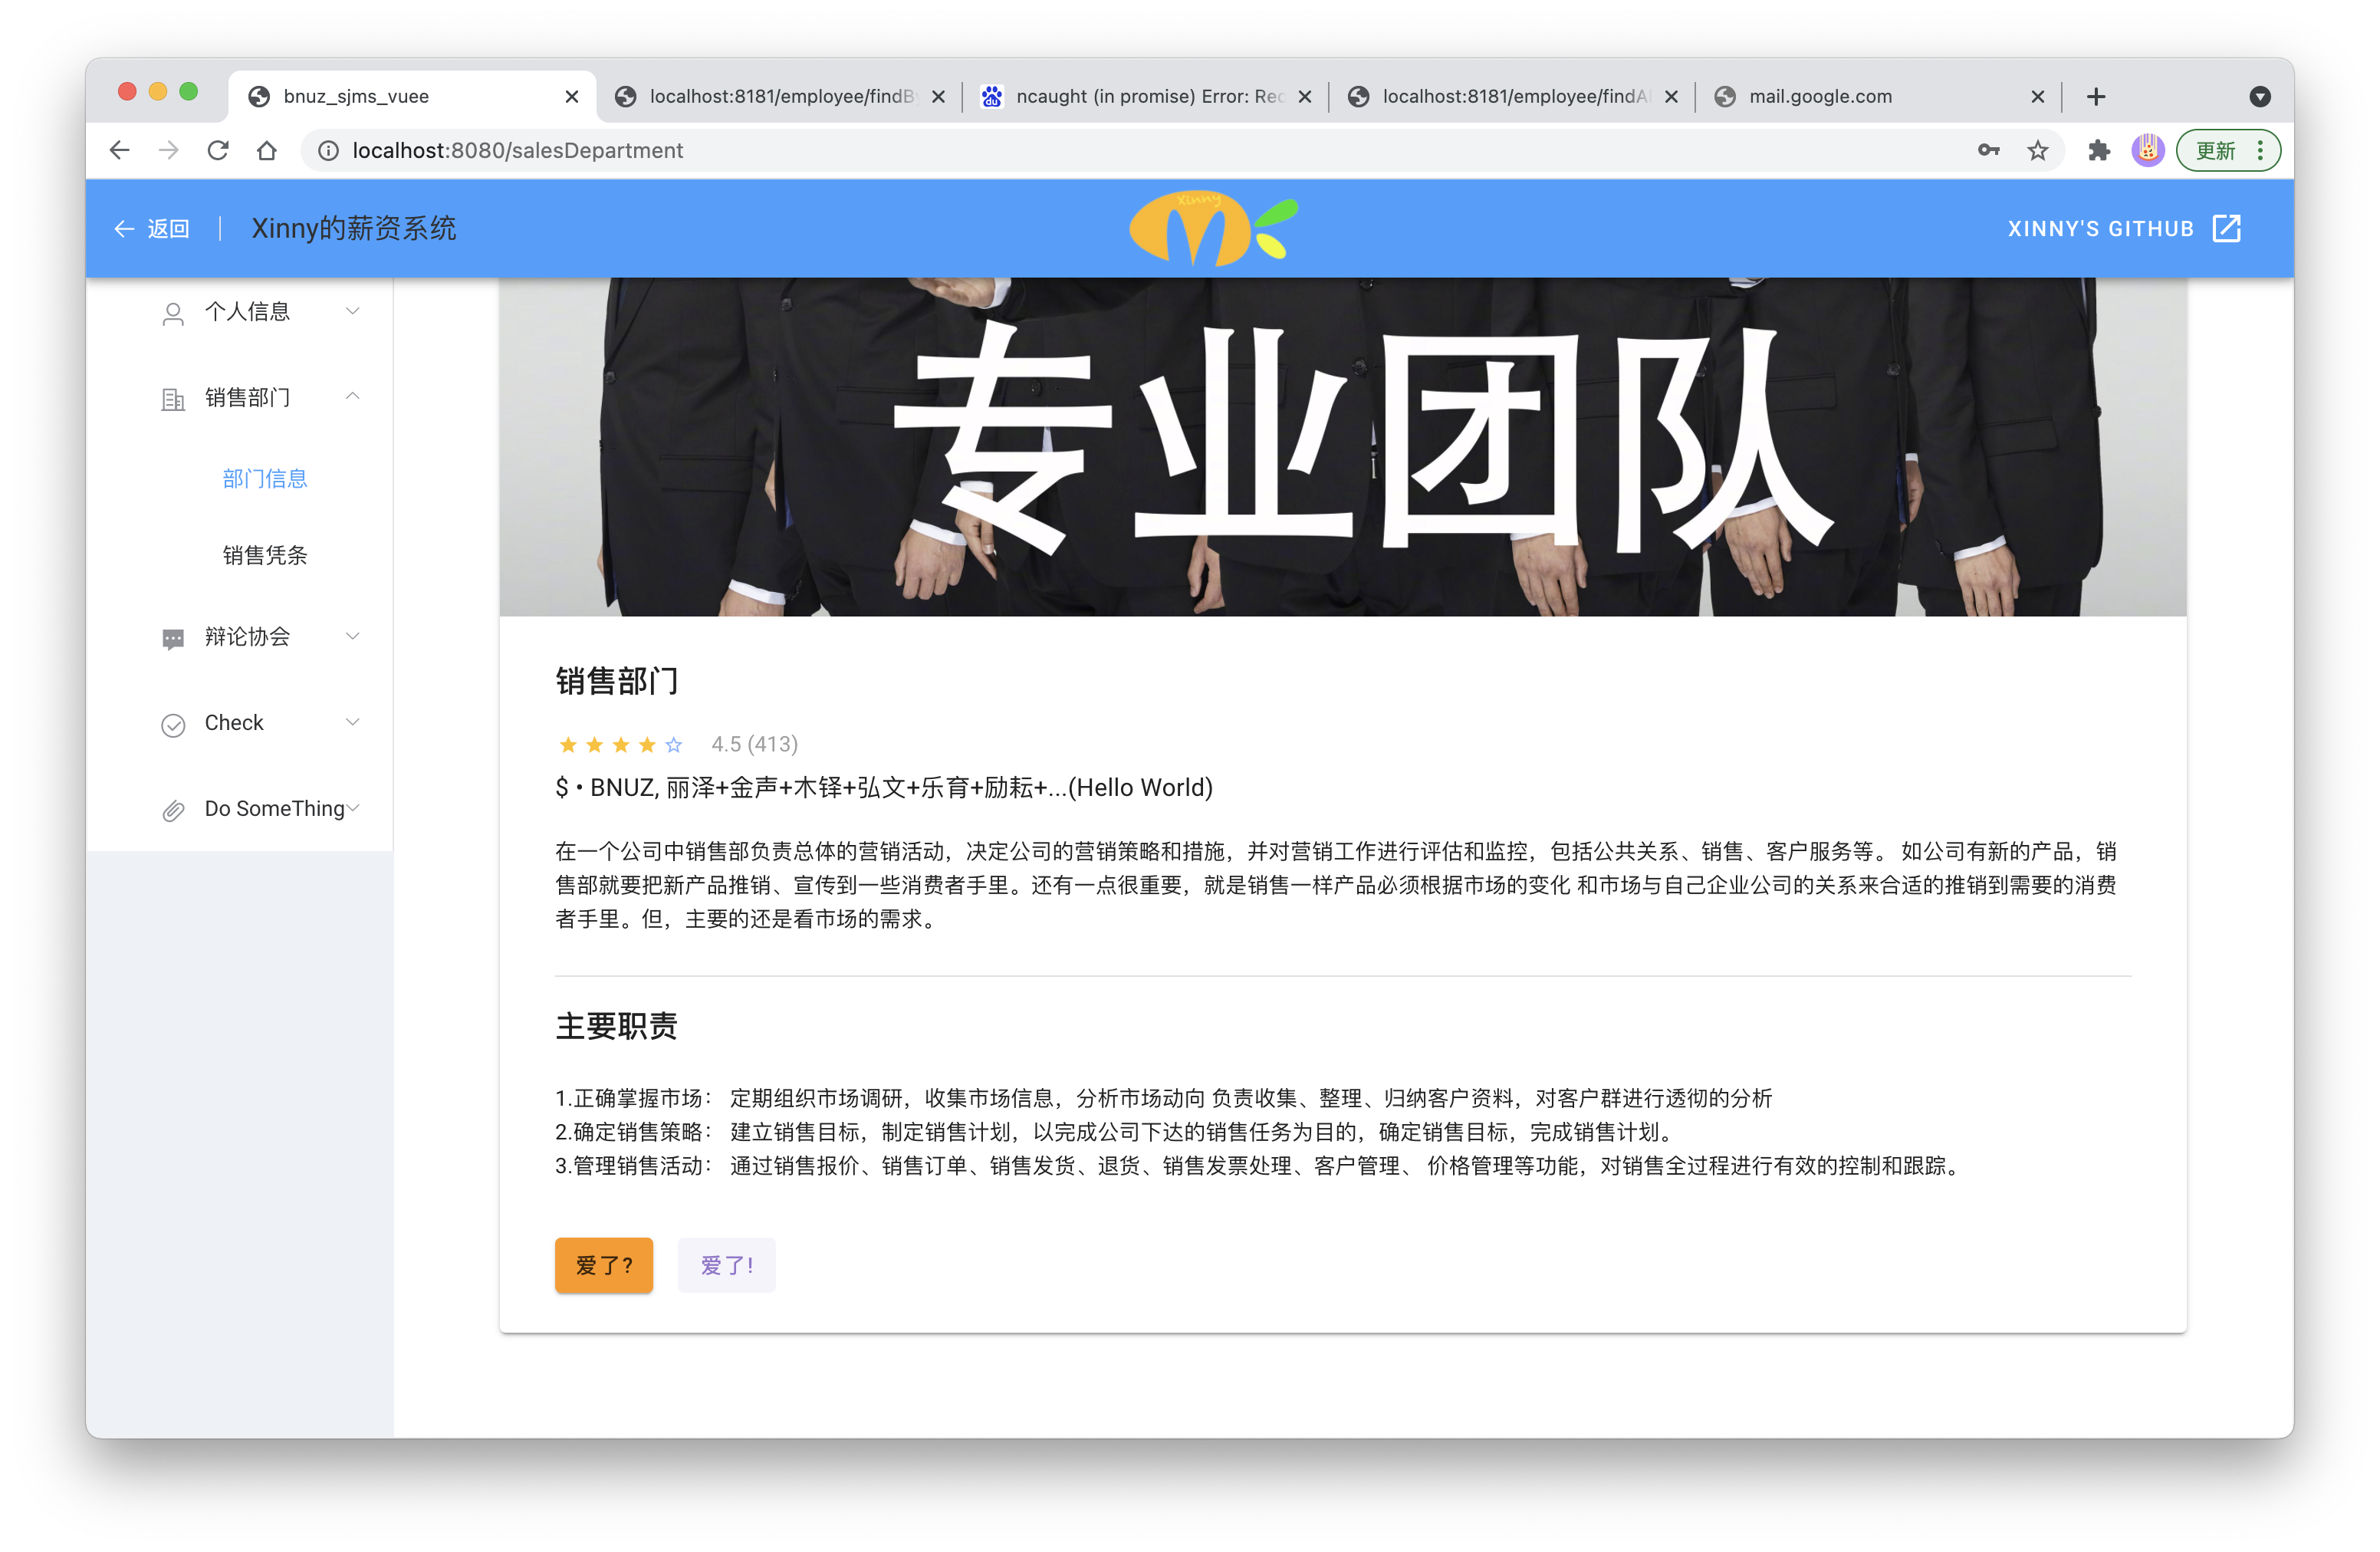 bnuz_sjms_vuee
localhost:8181/employee/findBy
ncaught (in promise) Error: Rec
localhost:8181/employee/findAl
mail.google.com
localhost:8080/salesDepartment
更新
返回
Xinny的薪资系统
xinny
XINNY'S GITHUB
个人信息
销售部门
部门信息
销售凭条
辩论协会
Check
Do SomeThing
专业团队
销售部门
4.5 (413)
$ • BNUZ, 丽泽+金声+木铎+弘文+乐育+励耘+...(Hello World)
在一个公司中销售部负责总体的营销活动，决定公司的营销策略和措施，并对营销工作进行评估和监控，包括公共关系、销售、客户服务等。 如公司有新的产品，销
售部就要把新产品推销、宣传到一些消费者手里。还有一点很重要，就是销售一样产品必须根据市场的变化 和市场与自己企业公司的关系来合适的推销到需要的消费
者手里。但，主要的还是看市场的需求。
主要职责
1.正确掌握市场： 定期组织市场调研，收集市场信息，分析市场动向 负责收集、整理、归纳客户资料，对客户群进行透彻的分析
2.确定销售策略： 建立销售目标，制定销售计划，以完成公司下达的销售任务为目的，确定销售目标，完成销售计划。
3.管理销售活动： 通过销售报价、销售订单、销售发货、退货、销售发票处理、客户管理、 价格管理等功能，对销售全过程进行有效的控制和跟踪。
爱了？
爱了！